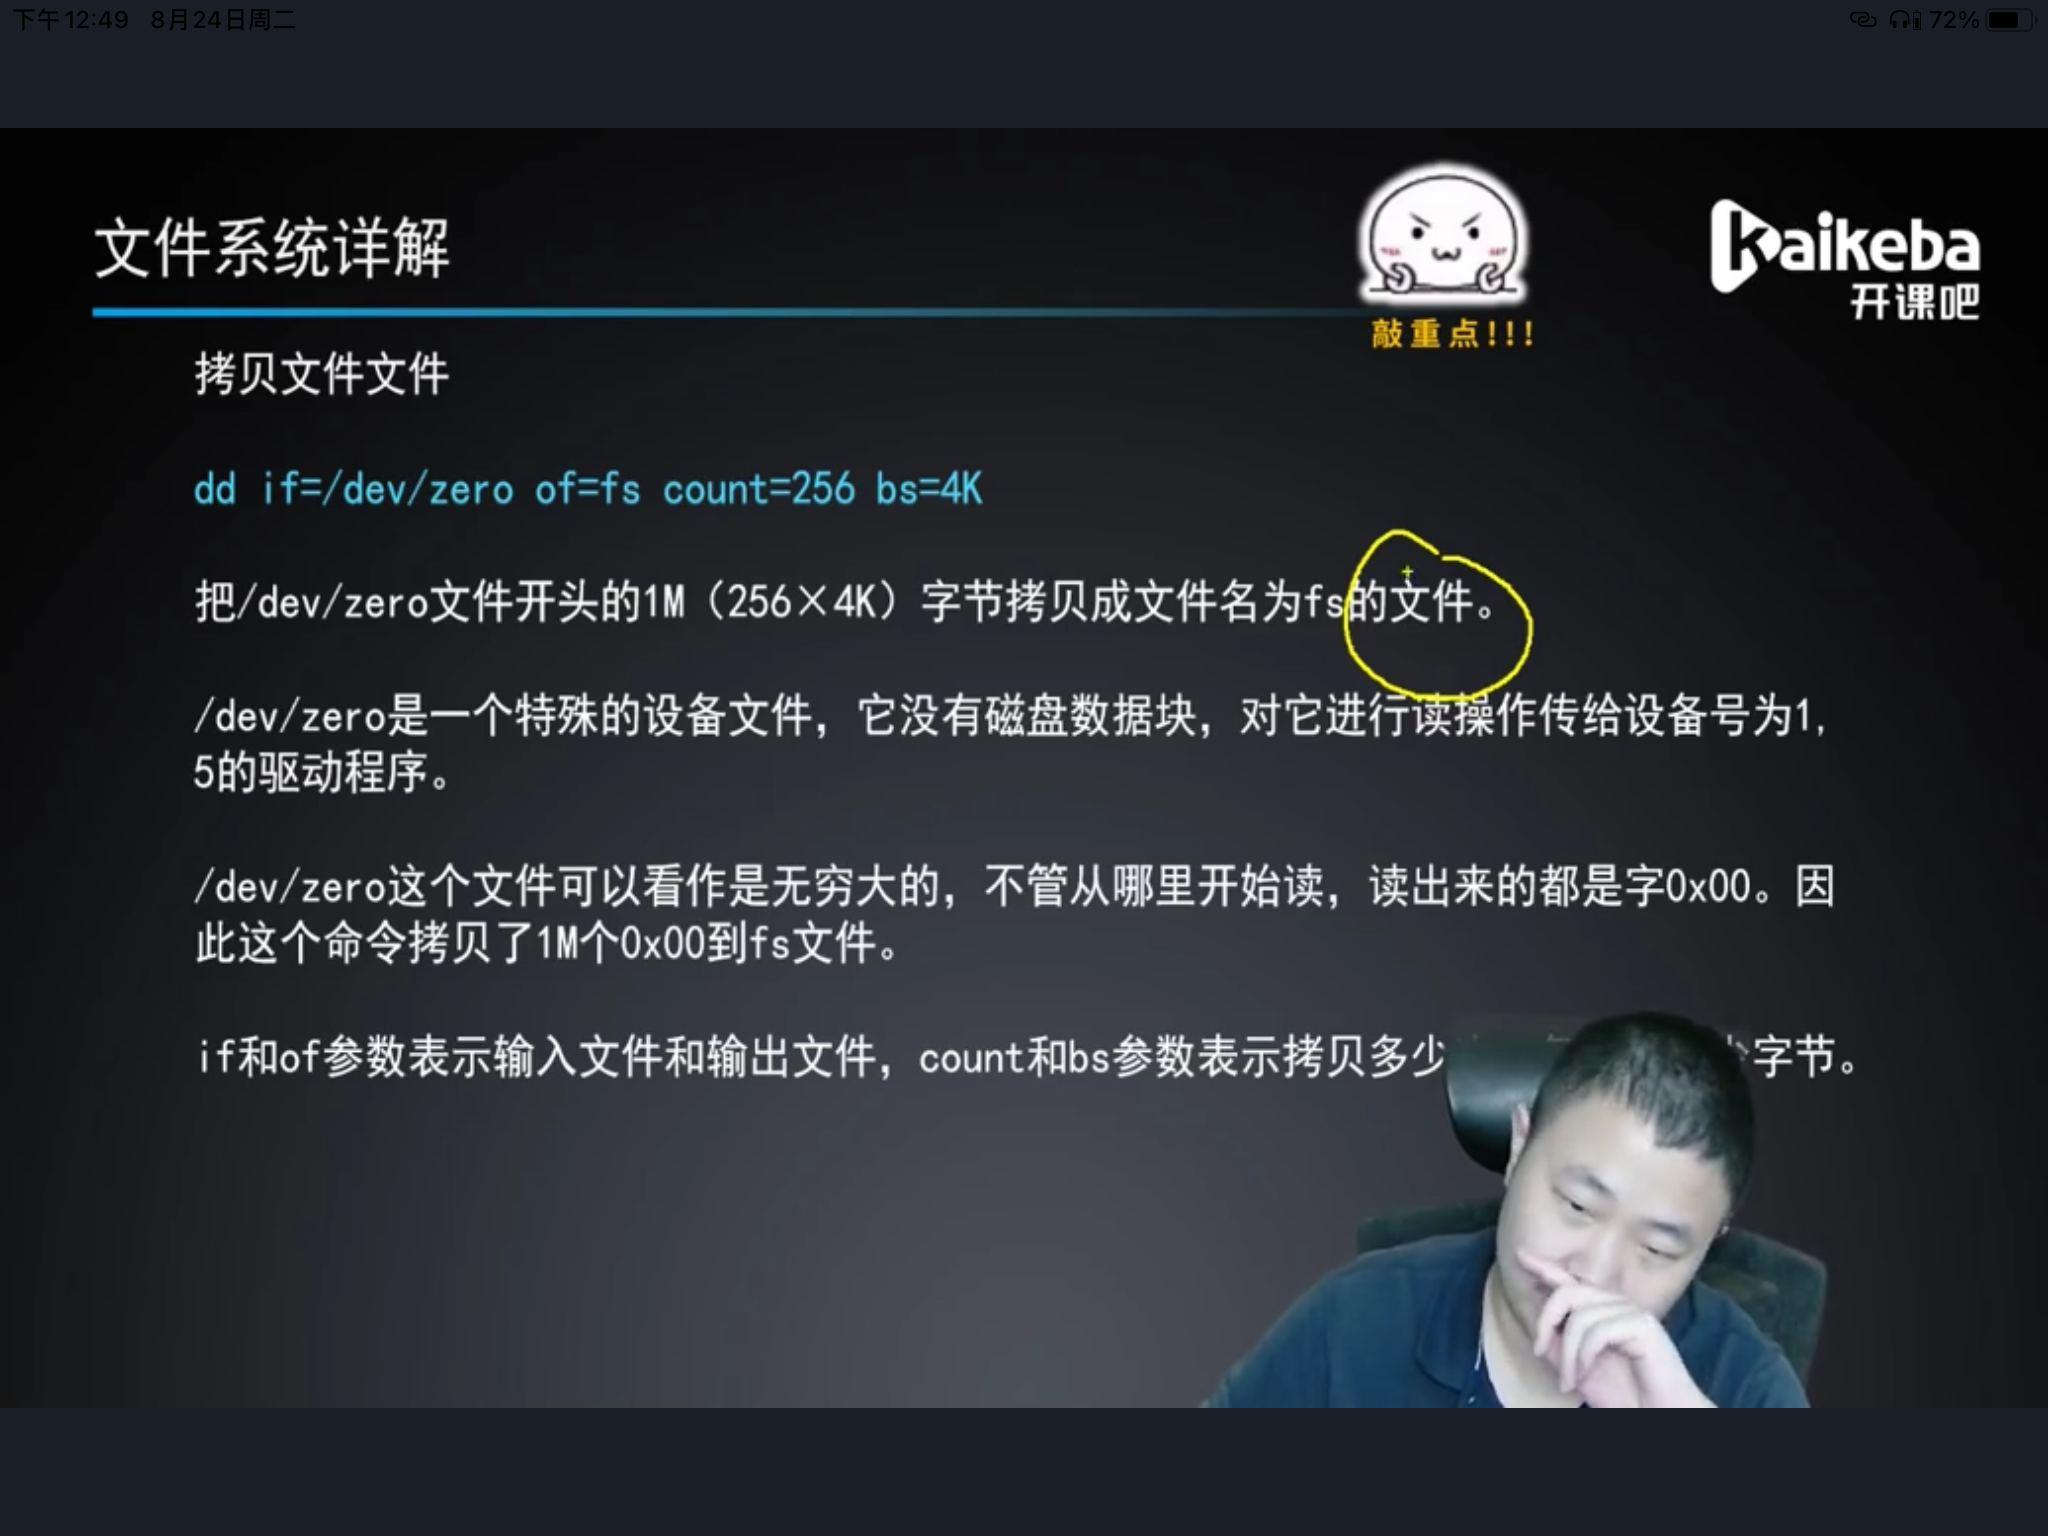 下午12:49 8月24日周二
72%
文件系统详解
敲重点!!!
Kaikeba
开课吧
拷贝文件文件
dd if=/dev/zero of=fs count=256 bs=4K
把/dev/zero文件开头的1M（256×4K）字节拷贝成文件名为fs的文件。
/dev/zero是一个特殊的设备文件，它没有磁盘数据块，对它进行读操作传给设备号为1,
5的驱动程序。
/dev/zero这个文件可以看作是无穷大的，不管从哪里开始读，读出来的都是字0x00。因
此这个命令拷贝了1M个0x00到fs文件。
if和of参数表示输入文件和输出文件，count和bs参数表示拷贝多少 字节。